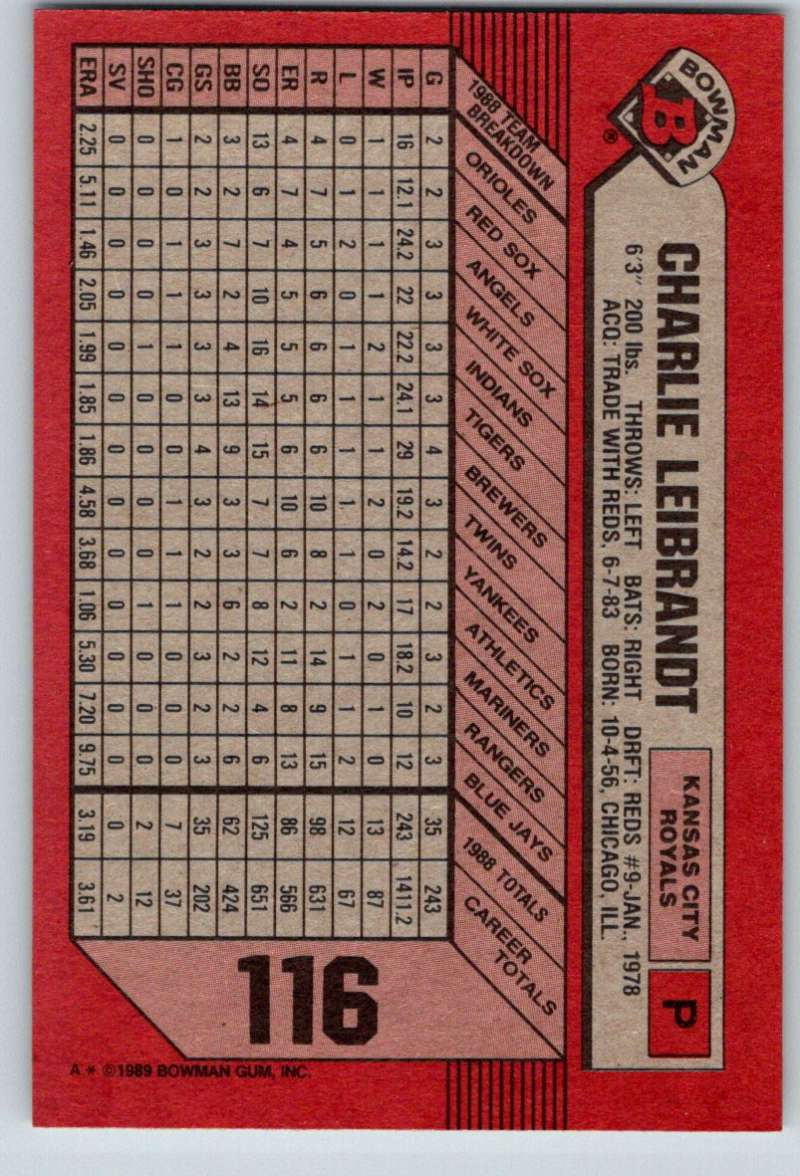 BOWMAN
B
®
CHARLIE LEIBRANDT
KANSAS CITY
ROYALS
P
6'3" 200 lbs. THROWS: LEFT BATS: RIGHT DRFT: REDS #9-JAN., 1978
ACQ: TRADE WITH REDS, 6-7-83 BORN: 10-4-56, CHICAGO, ILL.
1988 TEAM
BREAKDOWN
ORIOLES
RED SOX
ANGELS
WHITE SOX
INDIANS
TIGERS
BREWERS
TWINS
YANKEES
ATHLETICS
MARINERS
RANGERS
BLUE JAYS
1988 TOTALS
CAREER
TOTALS
G 2 2 3 3 3 3 4 3 2 2 3 2 3 35 243
IP 16 12.1 24.2 22 22.2 24.1 29 19.2 14.2 17 18.2 10 12 243 1411.2
W 1 1 1 1 2 1 1 2 0 2 0 1 0 13 87
L 0 1 2 0 1 1 1 1 1 0 1 1 2 12 67
R 4 7 5 6 6 6 6 10 8 2 14 9 15 98 631
ER 4 7 4 5 5 5 6 10 6 2 11 8 13 86 566
SO 13 6 7 10 16 14 15 7 7 8 12 4 6 125 651
BB 3 2 7 2 4 13 9 3 3 6 2 2 6 62 424
GS 2 2 3 3 3 3 4 3 2 2 3 2 3 35 202
CG 1 0 1 1 1 0 0 1 1 1 0 0 0 7 37
SHO 0 0 0 0 1 0 0 0 0 1 0 0 0 2 12
SV 0 0 0 0 0 0 0 0 0 0 0 0 0 0 2
ERA 2.25 5.11 1.46 2.05 1.99 1.85 1.86 4.58 3.68 1.06 5.30 7.20 9.75 3.19 3.61
116
A * ©1989 BOWMAN GUM, INC.